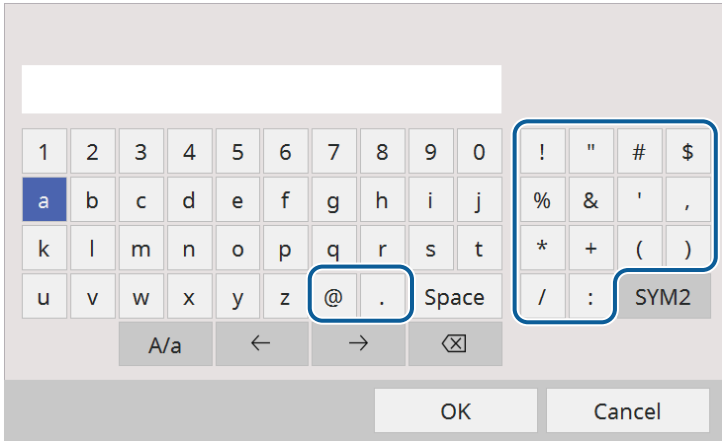 1 2 3 4 5 6 7 8 9 0 ! " # $
a b c d e f g h i j % & ' ,
k l m n o p q r s t * + ( )
u v w x y z @ . Space / : SYM2
A/a ← → ⌫
OK Cancel